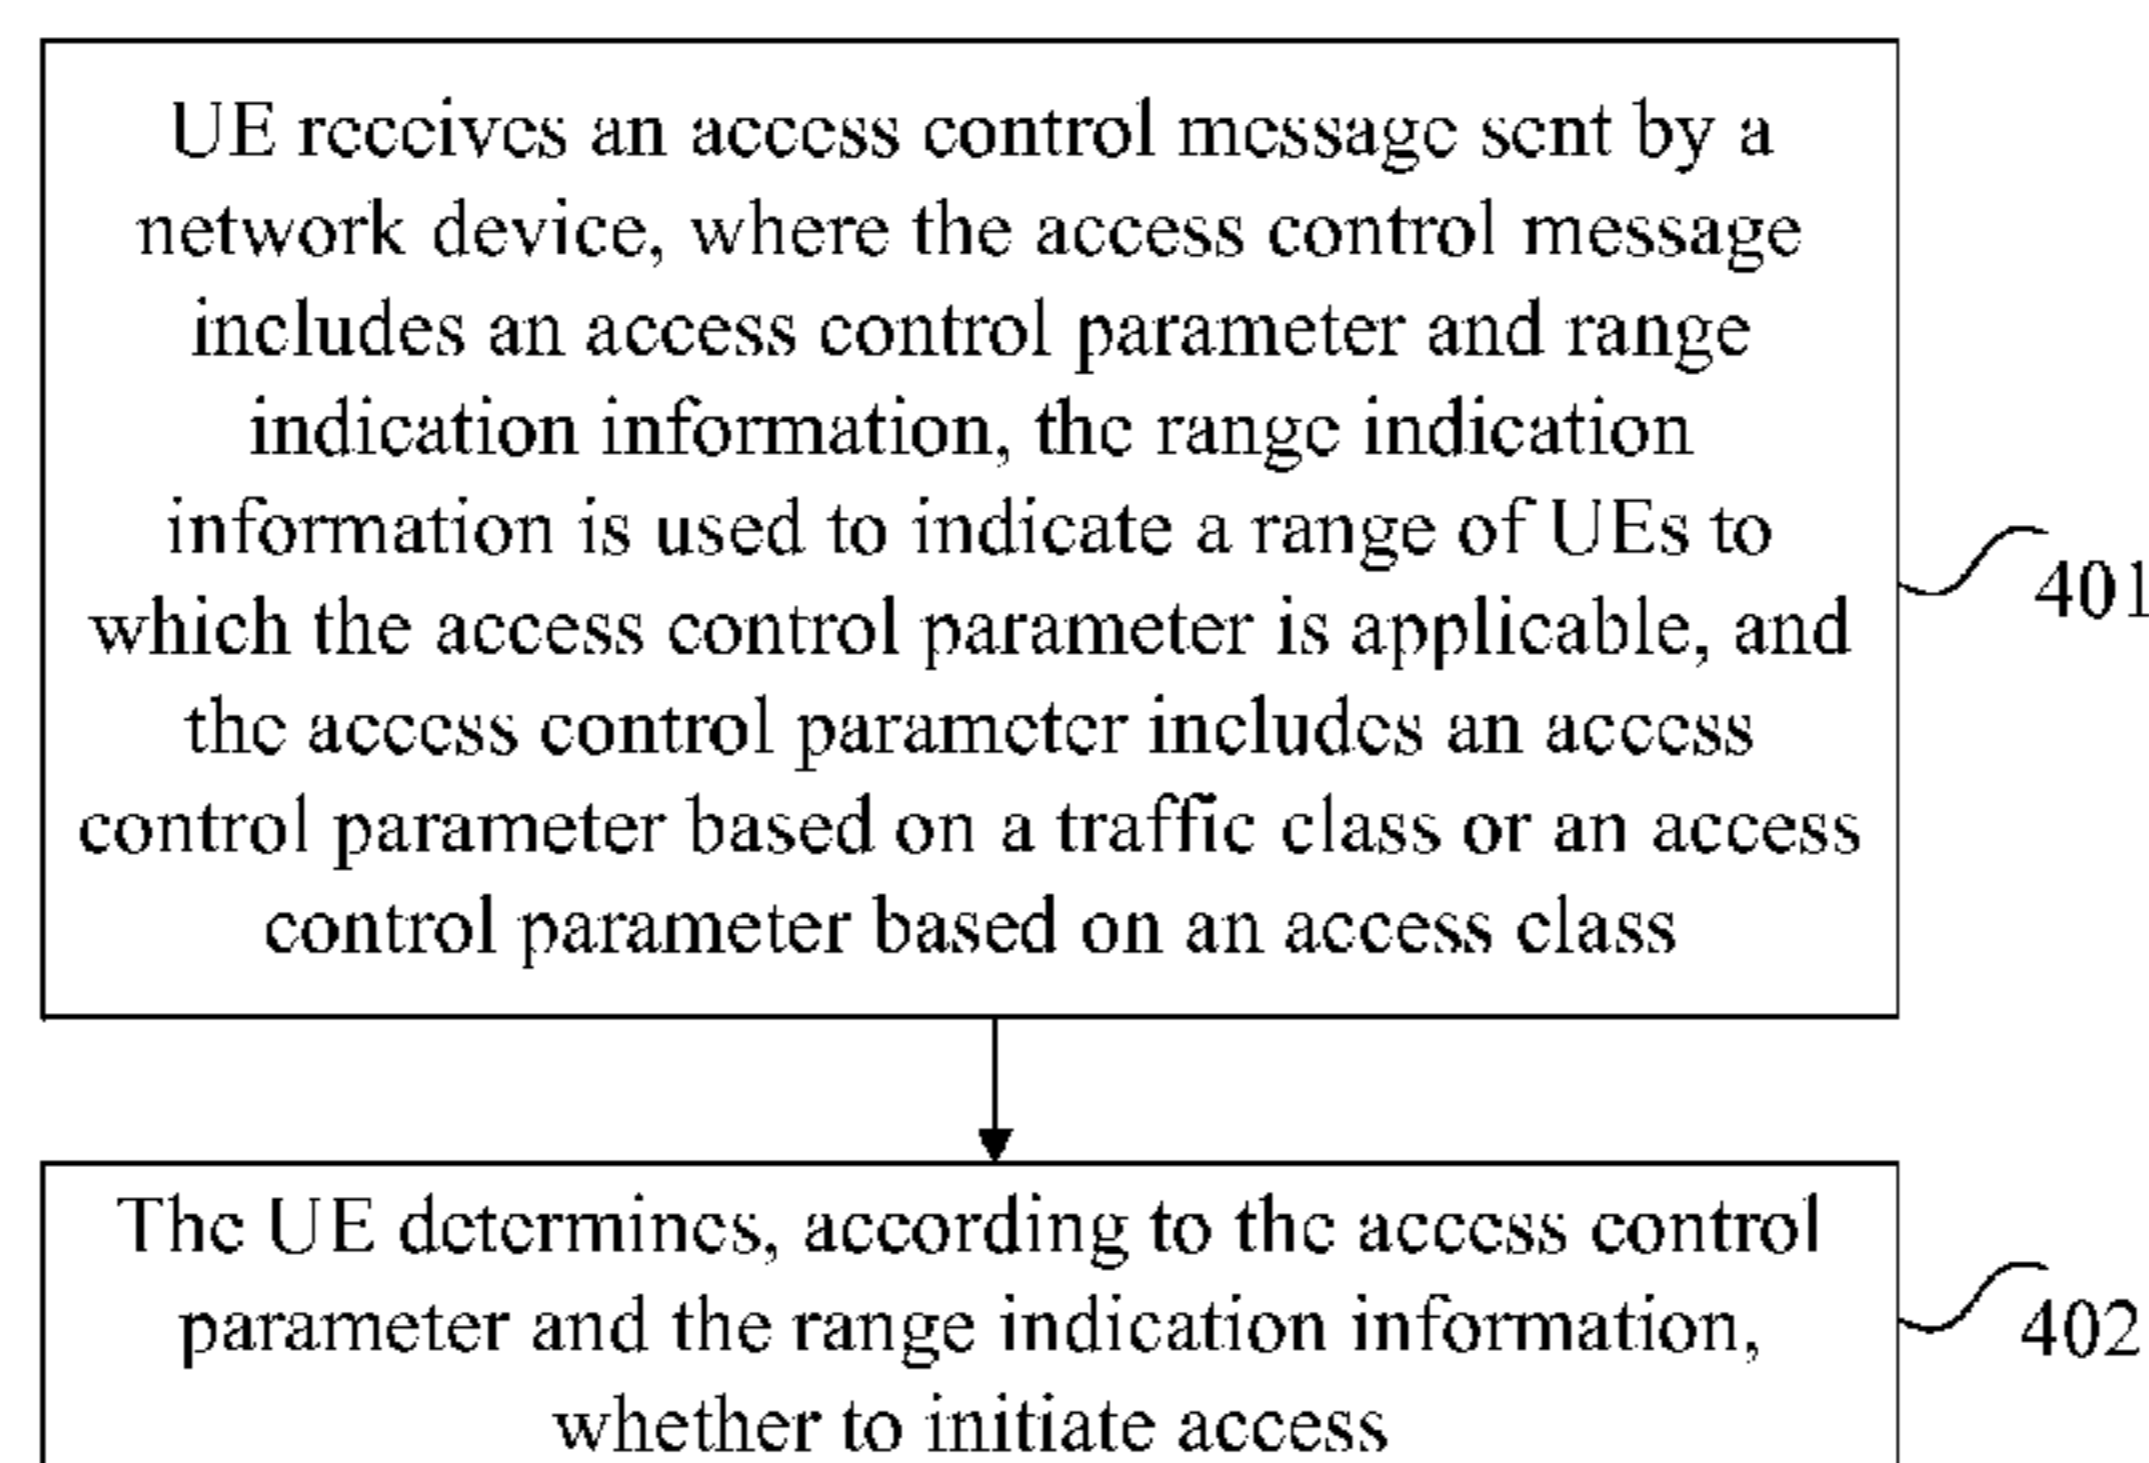 UE receives an access control message sent by a
network device, where the access control message
includes an access control parameter and range
indication information, the range indication
information is used to indicate a range of UEs to
which the access control parameter is applicable, and
the access control parameter includes an access
control parameter based on a traffic class or an access
control parameter based on an access class
401
The UE determines, according to the access control
parameter and the range indication information,
whether to initiate access
402